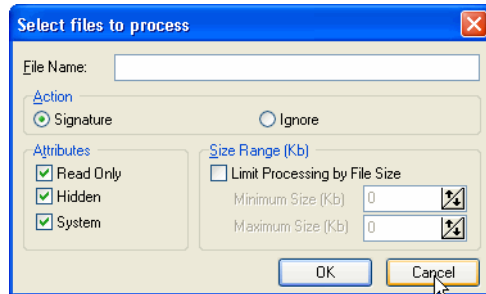 Select files to process
File Name:
Action
Signature
Ignore
Attributes
Read Only
Hidden
System
Size Range (Kb)
Limit Processing by File Size
Minimum Size (Kb) 0
Maximum Size (Kb) 0
OK
Cancel